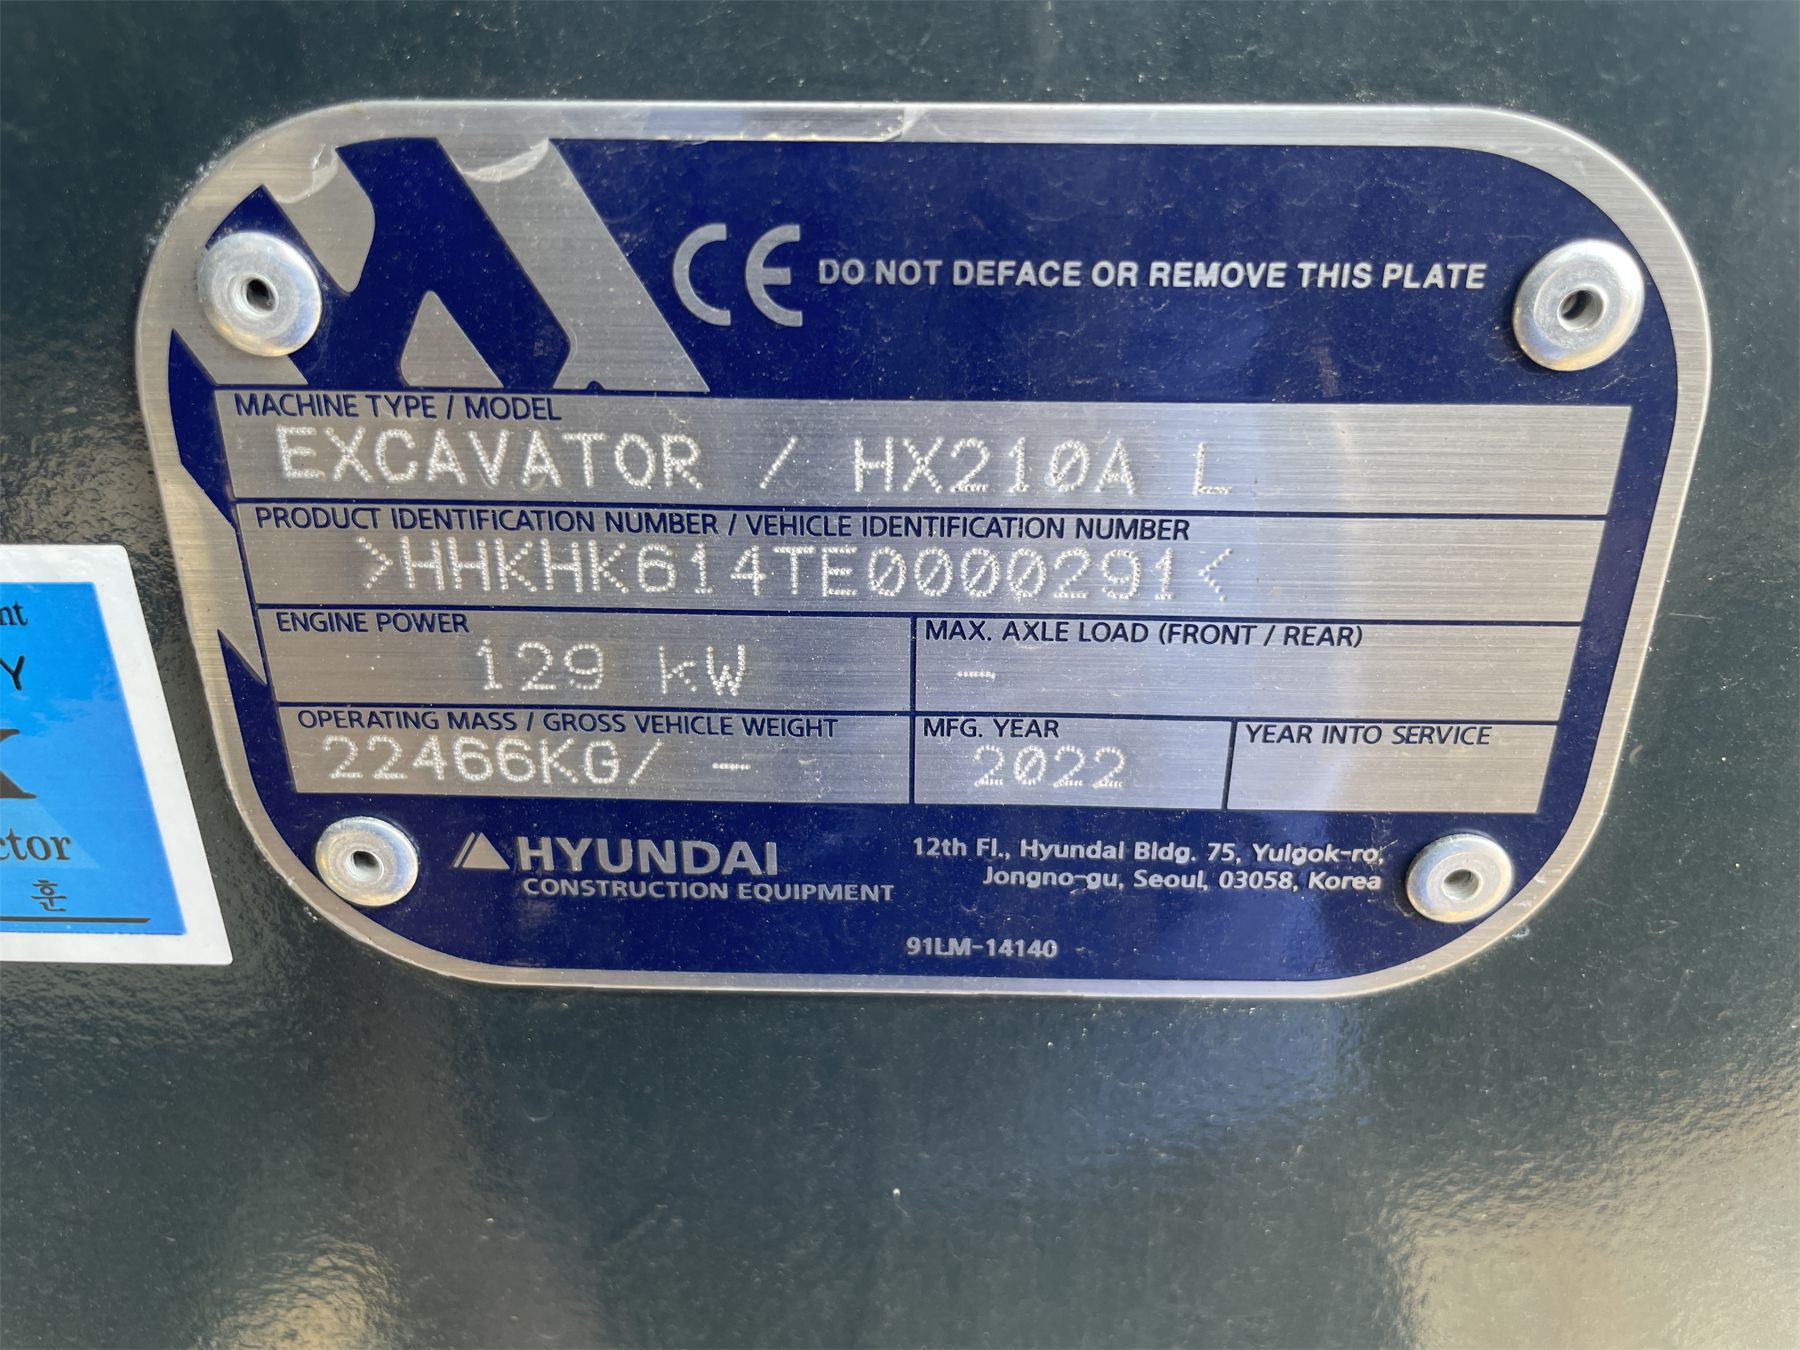 CE DO NOT DEFACE OR REMOVE THIS PLATE
MACHINE TYPE / MODEL
EXCAVATOR / HX210A L
PRODUCT IDENTIFICATION NUMBER / VEHICLE IDENTIFICATION NUMBER
>HHKHK614TE0000291<
ENGINE POWER
129 kW
MAX. AXLE LOAD (FRONT / REAR)
-
OPERATING MASS / GROSS VEHICLE WEIGHT
22466KG/ -
MFG. YEAR
2022
YEAR INTO SERVICE
HYUNDAI
CONSTRUCTION EQUIPMENT
12th Fl., Hyundai Bldg. 75, Yulgok-ro,
Jongno-gu, Seoul, 03058, Korea
91LM-14140
훈